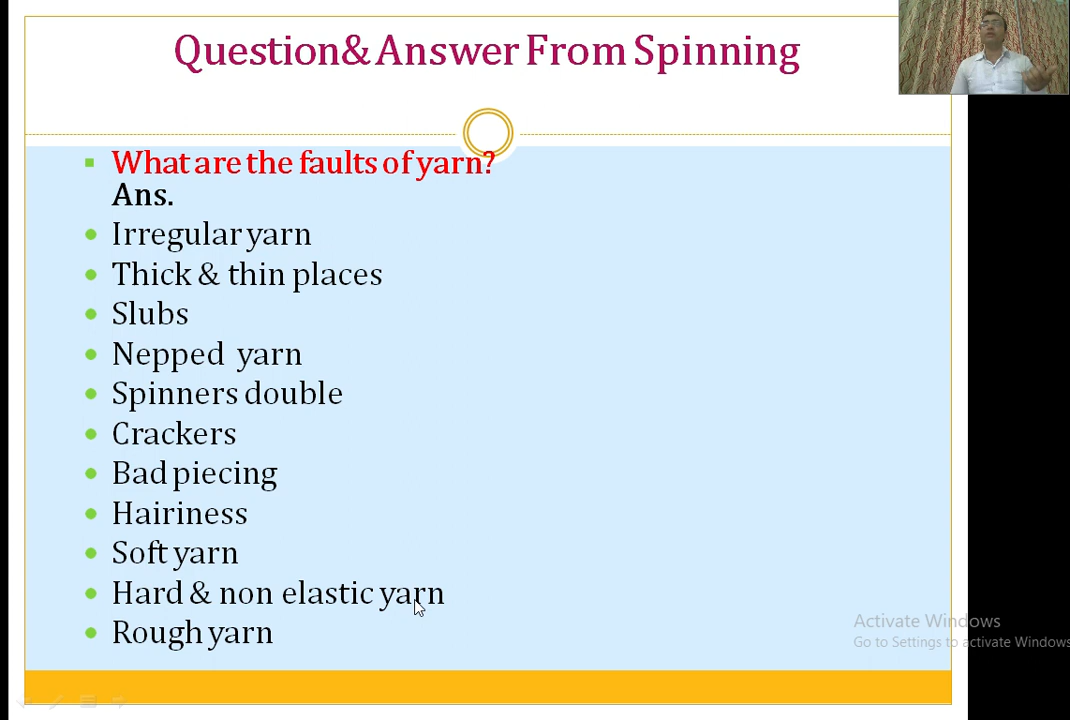 Question& Answer From Spinning
What are the faults of yarn?
Ans.
Irregular yarn
Thick & thin places
Slubs
Nepped yarn
Spinners double
Crackers
Bad piecing
Hairiness
Soft yarn
Hard & non elastic yarn
Rough yarn
Activate Windows
Go to Settings to activate Windows